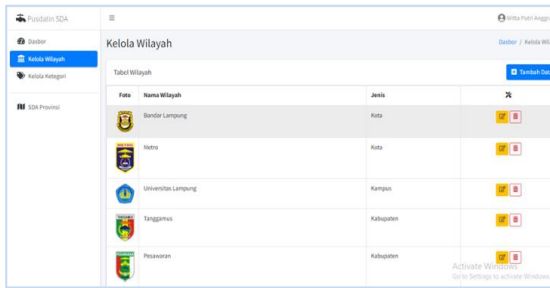 Pusdatin SDA
Witta Putri Anggr
Dasbor
Kelola Wilayah
Kelola Kategori
SDA Provinsi
Kelola Wilayah
Dasbor / Kelola Wil
Tabel Wilayah
Tambah Dat
Foto Nama Wilayah Jenis
Bandar Lampung Kota
Metro Kota
Universitas Lampung Kampus
Tanggamus Kabupaten
Pesawaran Kabupaten
Activate Windows
Go to Settings to activate Windows.